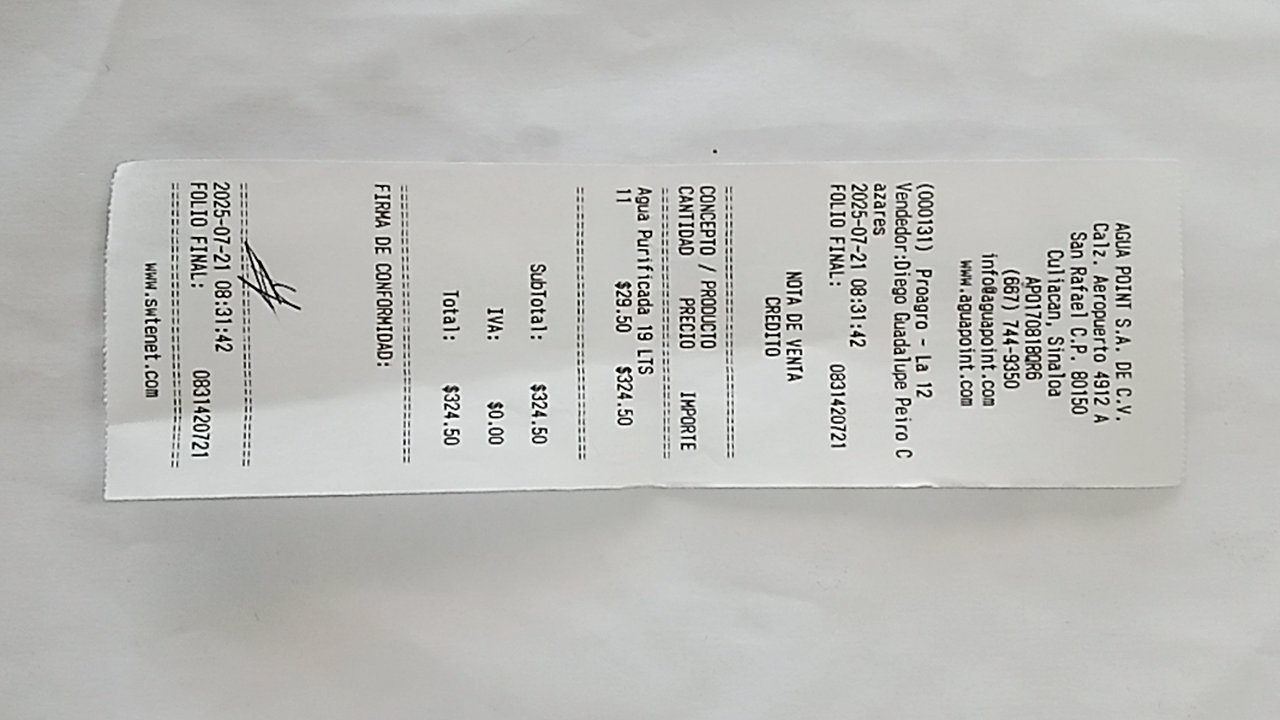 AGUA POINT S.A. DE C.V.
Calz. Aeropuerto 4912 A
San Rafael C.P. 80150
Culiacan, Sinaloa
APO170818QR6
(667) 744-9350
info@aguapoint.com
www.aguapoint.com
(000131) Proagro - La 12
Vendedor:Diego Guadalupe Peiro C
azares
2025-07-21 08:31:42
FOLIO FINAL: 0831420721
NOTA DE VENTA
CREDITO
================================
CONCEPTO / PRODUCTO
CANTIDAD PRECIO IMPORTE
================================
Agua Purificada 19 LTS
11 $29.50 $324.50
================================
SubTotal: $324.50
IVA: $0.00
Total: $324.50
================================
FIRMA DE CONFORMIDAD:
================================
2025-07-21 08:31:42
FOLIO FINAL: 0831420721
================================
www.swtenet.com